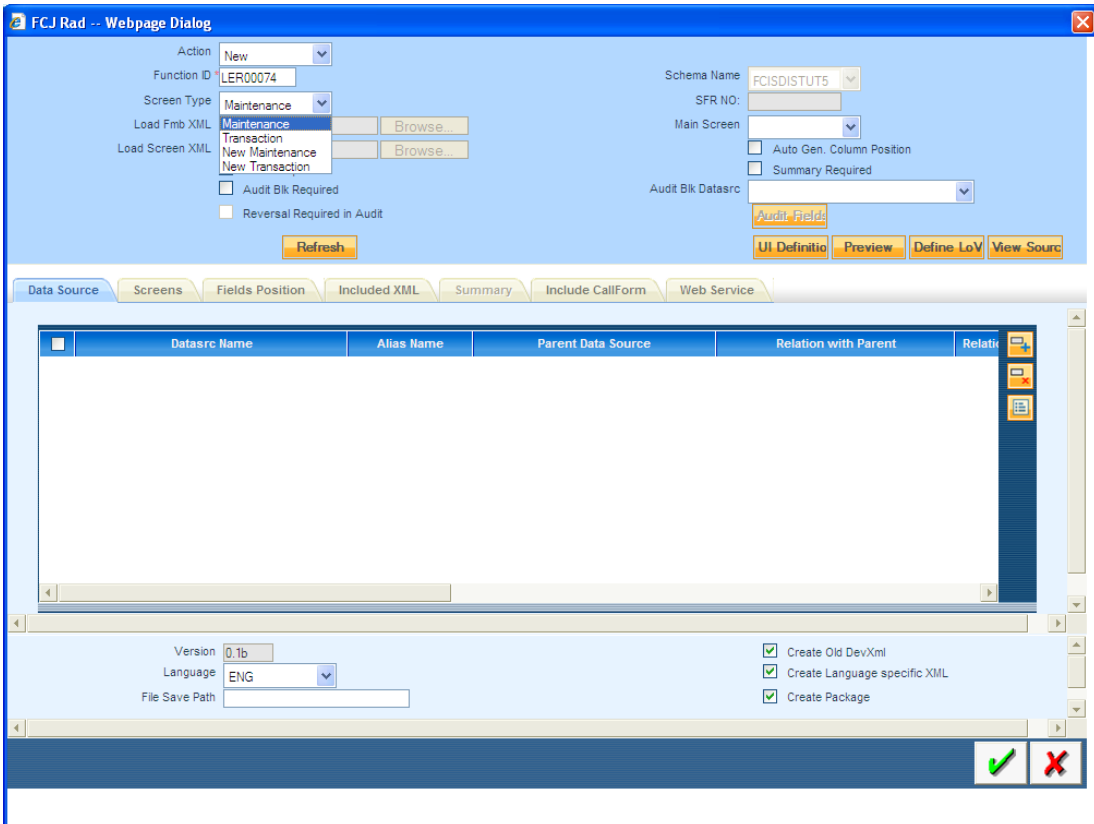 FCJ Rad -- Webpage Dialog
Action New
Function ID * LER00074
Schema Name FCISDISTUT5
Screen Type Maintenance
SFR NO:
Load Fmb XML Maintenance Browse...
Main Screen
Transaction
Auto Gen. Column Position
Load Screen XML New Maintenance Browse...
New Transaction
Summary Required
Audit Blk Required
Audit Blk Datasrc
Reversal Required in Audit
Audit Fields
Refresh
UI Definitio Preview Define LoV View Sourc
Data Source Screens Fields Position Included XML Summary Include CallForm Web Service
Datasrc Name Alias Name Parent Data Source Relation with Parent Relatio
Version 0.1b
Create Old DevXml
Language ENG
Create Language specific XML
File Save Path
Create Package